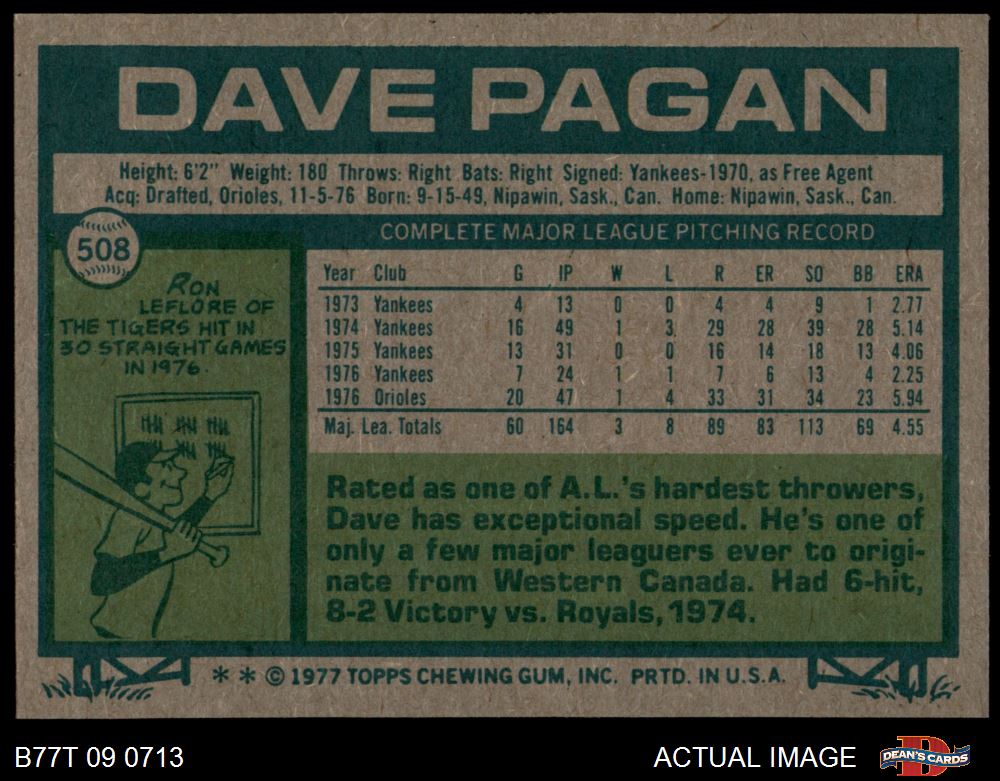 DAVE PAGAN
Height: 6'2" Weight: 180 Throws: Right Bats: Right Signed: Yankees-1970, as Free Agent
Acq: Drafted, Orioles, 11-5-76 Born: 9-15-49, Nipawin, Sask., Can. Home: Nipawin, Sask., Can.
508
RON
LEFLORE OF
THE TIGERS HIT IN
30 STRAIGHT GAMES
IN 1976.
COMPLETE MAJOR LEAGUE PITCHING RECORD
Year Club G IP W L R ER SO BB ERA
1973 Yankees 4 13 0 0 4 4 9 1 2.77
1974 Yankees 16 49 1 3 29 28 39 28 5.14
1975 Yankees 13 31 0 0 16 14 18 13 4.06
1976 Yankees 7 24 1 1 7 6 13 4 2.25
1976 Orioles 20 47 1 4 33 31 34 23 5.94
Maj. Lea. Totals 60 164 3 8 89 83 113 69 4.55
Rated as one of A.L.'s hardest throwers,
Dave has exceptional speed. He's one of
only a few major leaguers ever to origi-
nate from Western Canada. Had 6-hit,
8-2 Victory vs. Royals, 1974.
* * © 1977 TOPPS CHEWING GUM, INC. PRTD. IN U.S.A.
B77T 09 0713 ACTUAL IMAGE DEAN'S CARDS